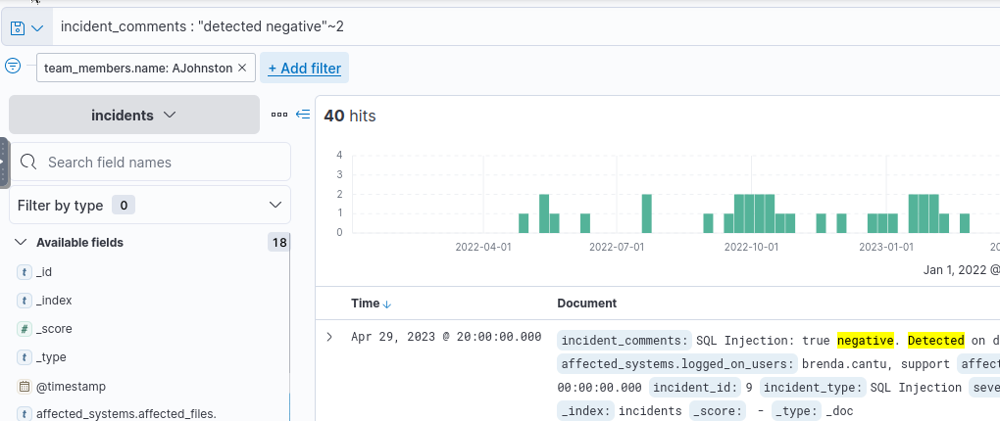 incident_comments : "detected negative"~2
team_members.name: AJohnston ×
+ Add filter
incidents
Search field names
Filter by type 0
Available fields 18
t _id
t _index
# _score
t _type
@timestamp
t affected_systems.affected_files.
40 hits
4
3
2
1
0
2022-04-01 2022-07-01 2022-10-01 2023-01-01 20
Jan 1, 2022 @
Time ↓ Document
Apr 29, 2023 @ 20:00:00.000
incident_comments: SQL Injection: true negative. Detected on d
affected_systems.logged_on_users: brenda.cantu, support affect
00:00:00.000 incident_id: 9 incident_type: SQL Injection seve
_index: incidents _score: - _type: _doc